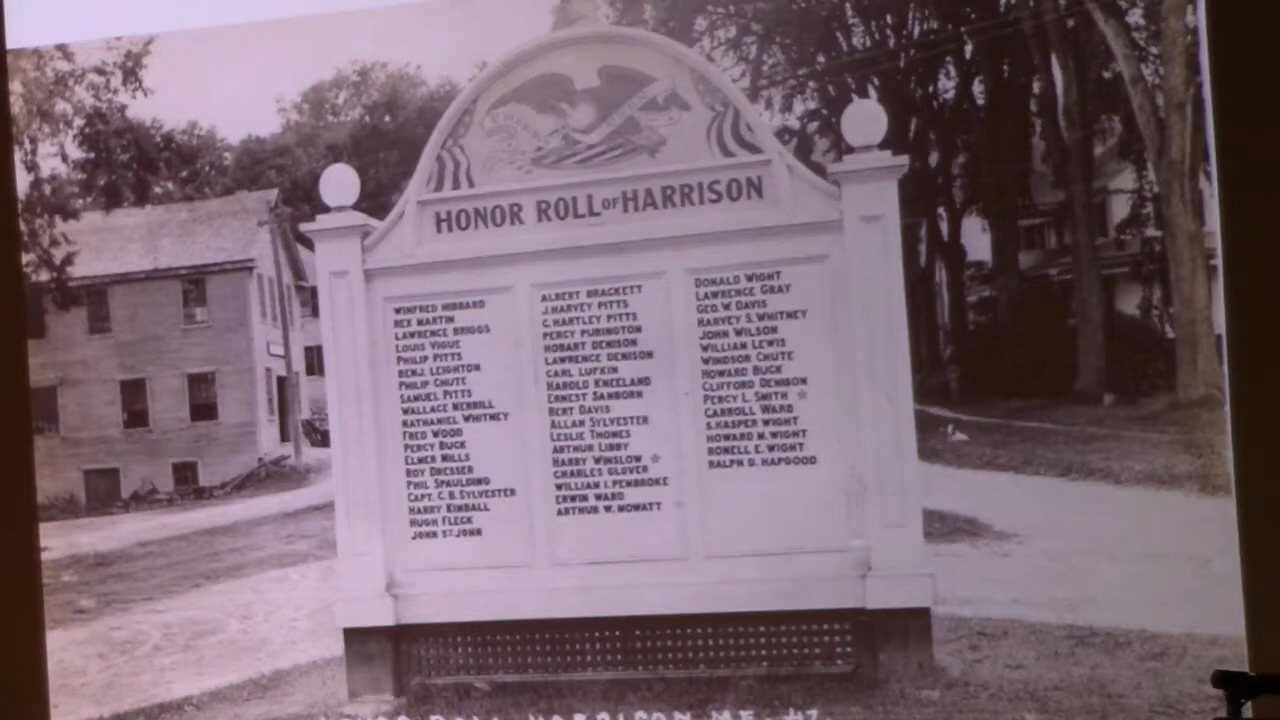 HONOR ROLL OF HARRISON
WINFRED HIBBARD
REX MARTIN
LAWRENCE BRIGGS
LOUIS VIGUE
PHILIP PITTS
BENJ. LEIGHTON
PHILIP CHUTE
SAMUEL PITTS
WALLACE MERRILL
NATHANIEL WHITNEY
FRED WOOD
PERCY BUCK
ELMER MILLS
ROY DRESSER
PHIL SPAULDING
CAPT. C. B. SYLVESTER
HARRY KIMBALL
HUGH FLECK
JOHN ST. JOHN
ALBERT BRACKETT
J. HARVEY PITTS
C. HARTLEY PITTS
PERCY PURINGTON
HOBART DENISON
LAWRENCE DENISON
CARL LUFKIN
HAROLD KNEELAND
ERNEST SANBORN
BERT DAVIS
ALLAN SYLVESTER
LESLIE THOMES
ARTHUR LIBBY
HARRY WINSLOW ☆
CHARLES GLOVER
WILLIAM I. PEMBROKE
ERWIN WARD
ARTHUR W. MOWATT
DONALD WIGHT
LAWRENCE GRAY
GEO. W. DAVIS
HARVEY S. WHITNEY
JOHN WILSON
WILLIAM LEWIS
WINDSOR CHUTE
HOWARD BUCK
CLIFFORD DENISON
PERCY L. SMITH ☆
CARROLL WARD
S. KASPER WIGHT
HOWARD M. WIGHT
RONELL E. WIGHT
RALPH D. HAPGOOD
ROLL, HARRISON, ME. #7.